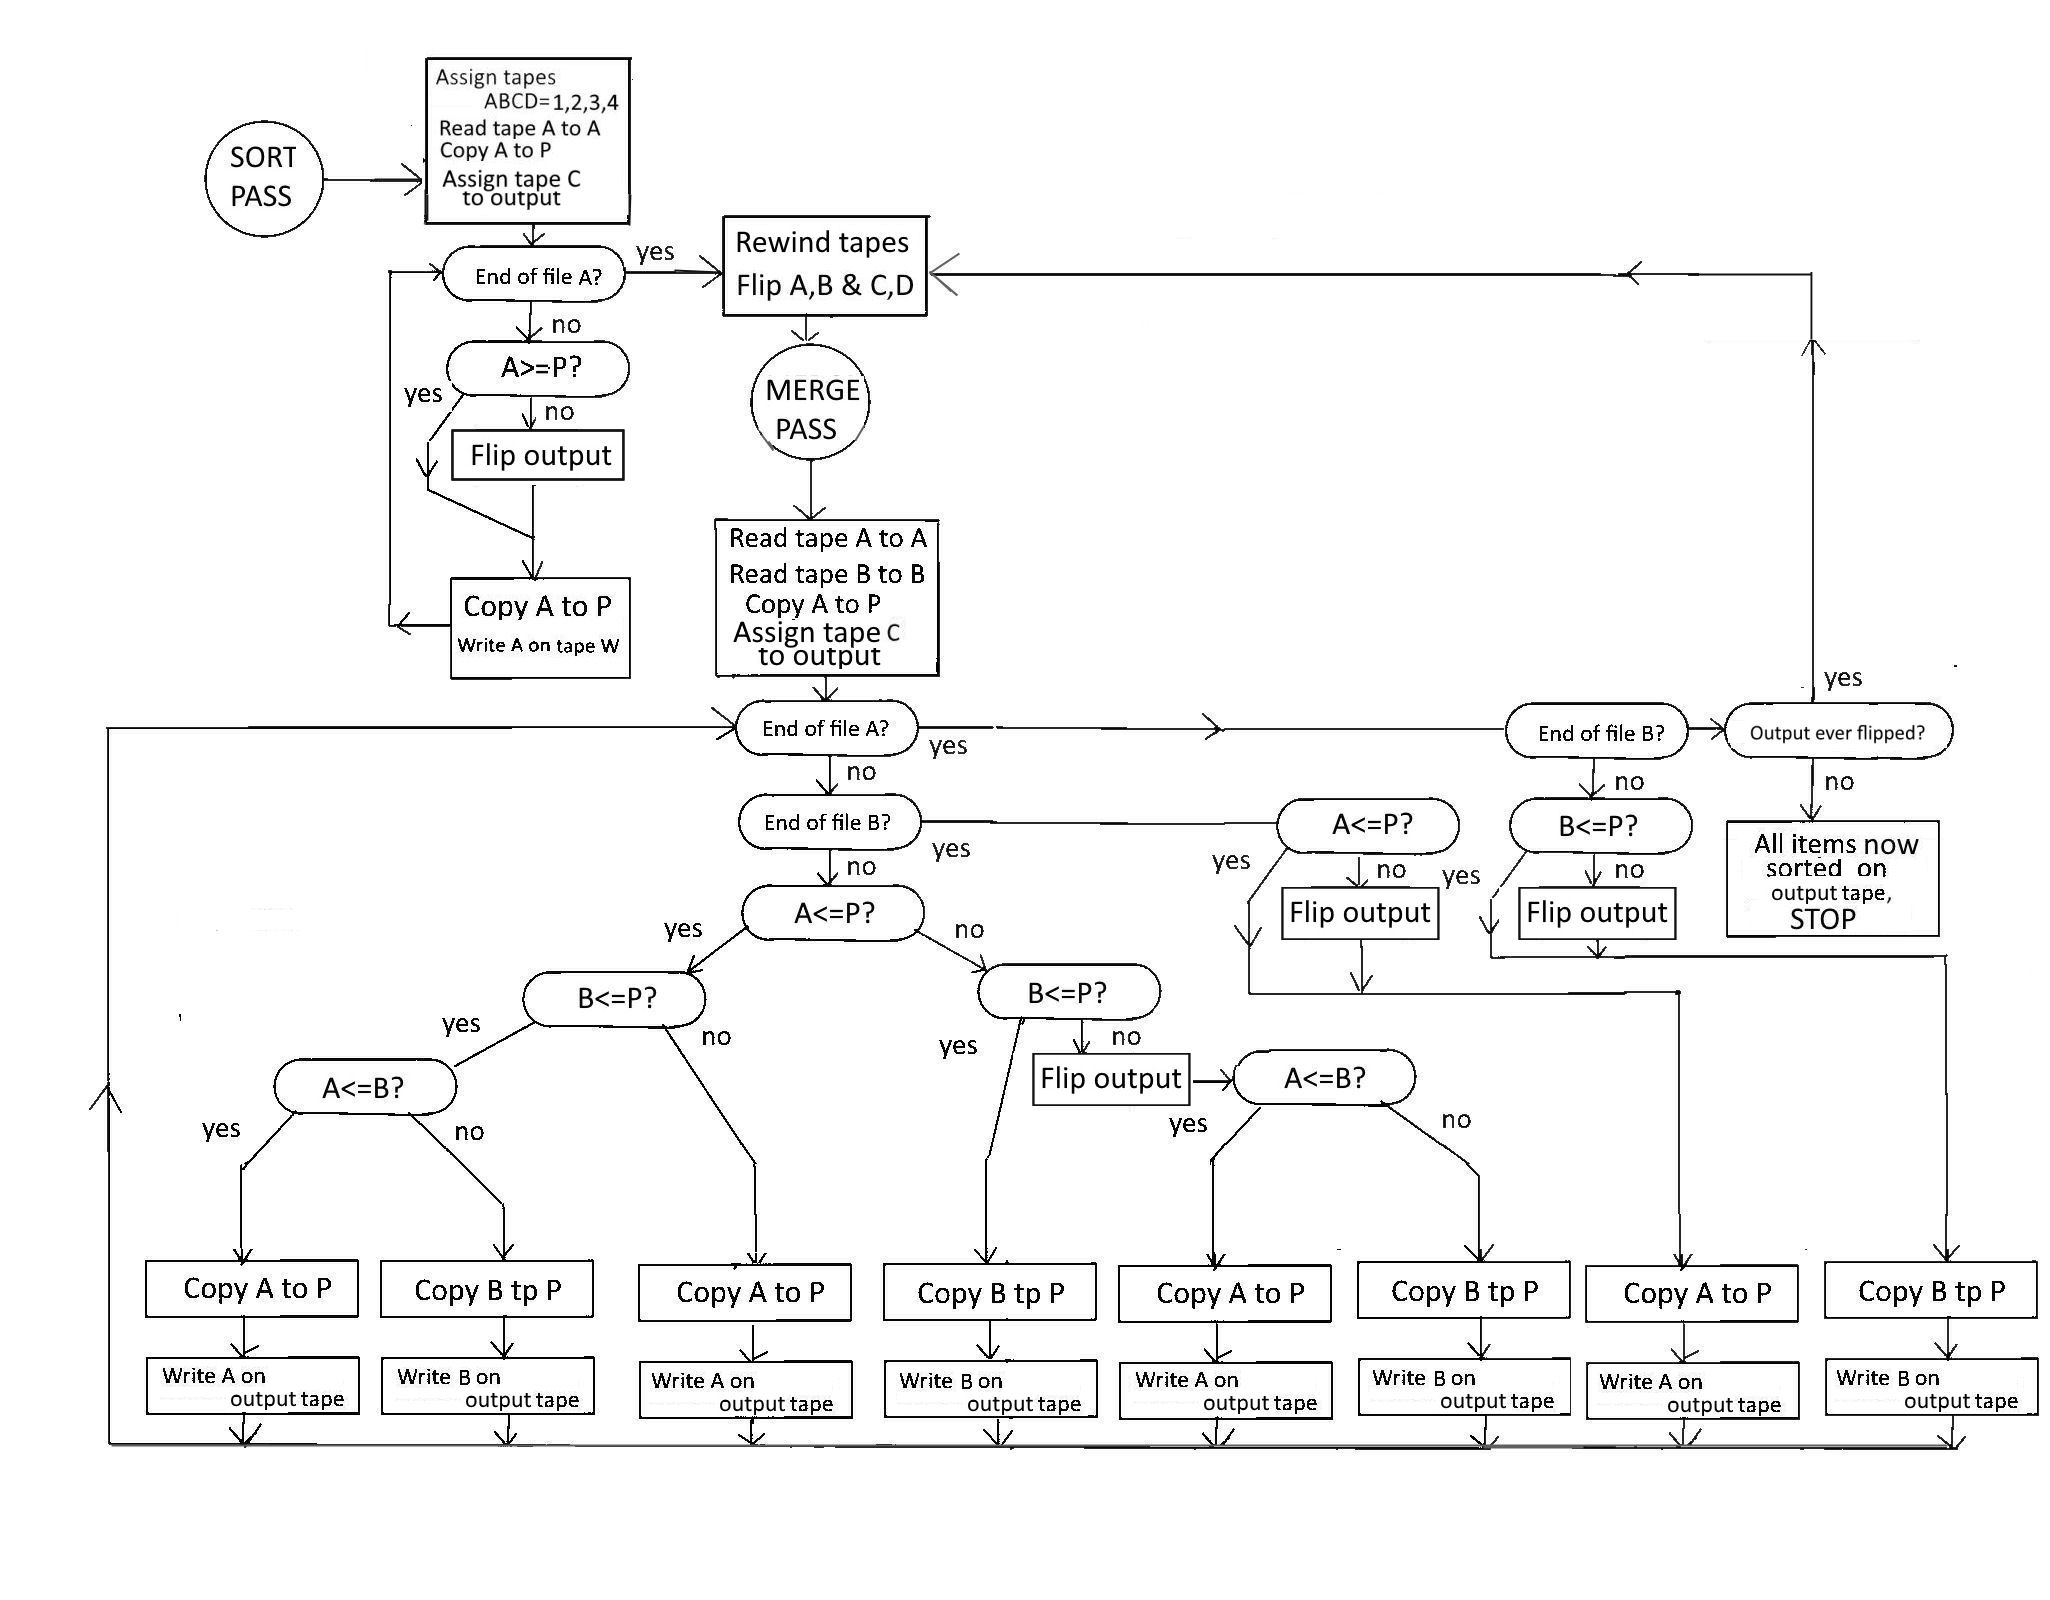 Assign tapes
ABCD=1,2,3,4
Read tape A to A
Copy A to P
Assign tape C
to output
SORT
PASS
End of file A?
yes
Rewind tapes
Flip A,B & C,D
no
A>=P?
yes
no
Flip output
MERGE
PASS
Copy A to P
Write A on tape W
Read tape A to A
Read tape B to B
Copy A to P
Assign tape C
to output
End of file A?
yes
no
End of file B?
Output ever flipped?
yes
no
no
End of file B?
yes
no
A<=P?
yes
no
Flip output
B<=P?
yes
no
Flip output
All items now
sorted on
output tape,
STOP
A<=P?
yes
no
B<=P?
yes
no
B<=P?
yes
no
Flip output
A<=B?
yes
no
A<=B?
yes
no
Copy A to P
Copy B tp P
Copy A to P
Copy B tp P
Copy A to P
Copy B tp P
Copy A to P
Copy B tp P
Write A on
output tape
Write B on
output tape
Write A on
output tape
Write B on
output tape
Write A on
output tape
Write B on
output tape
Write A on
output tape
Write B on
output tape